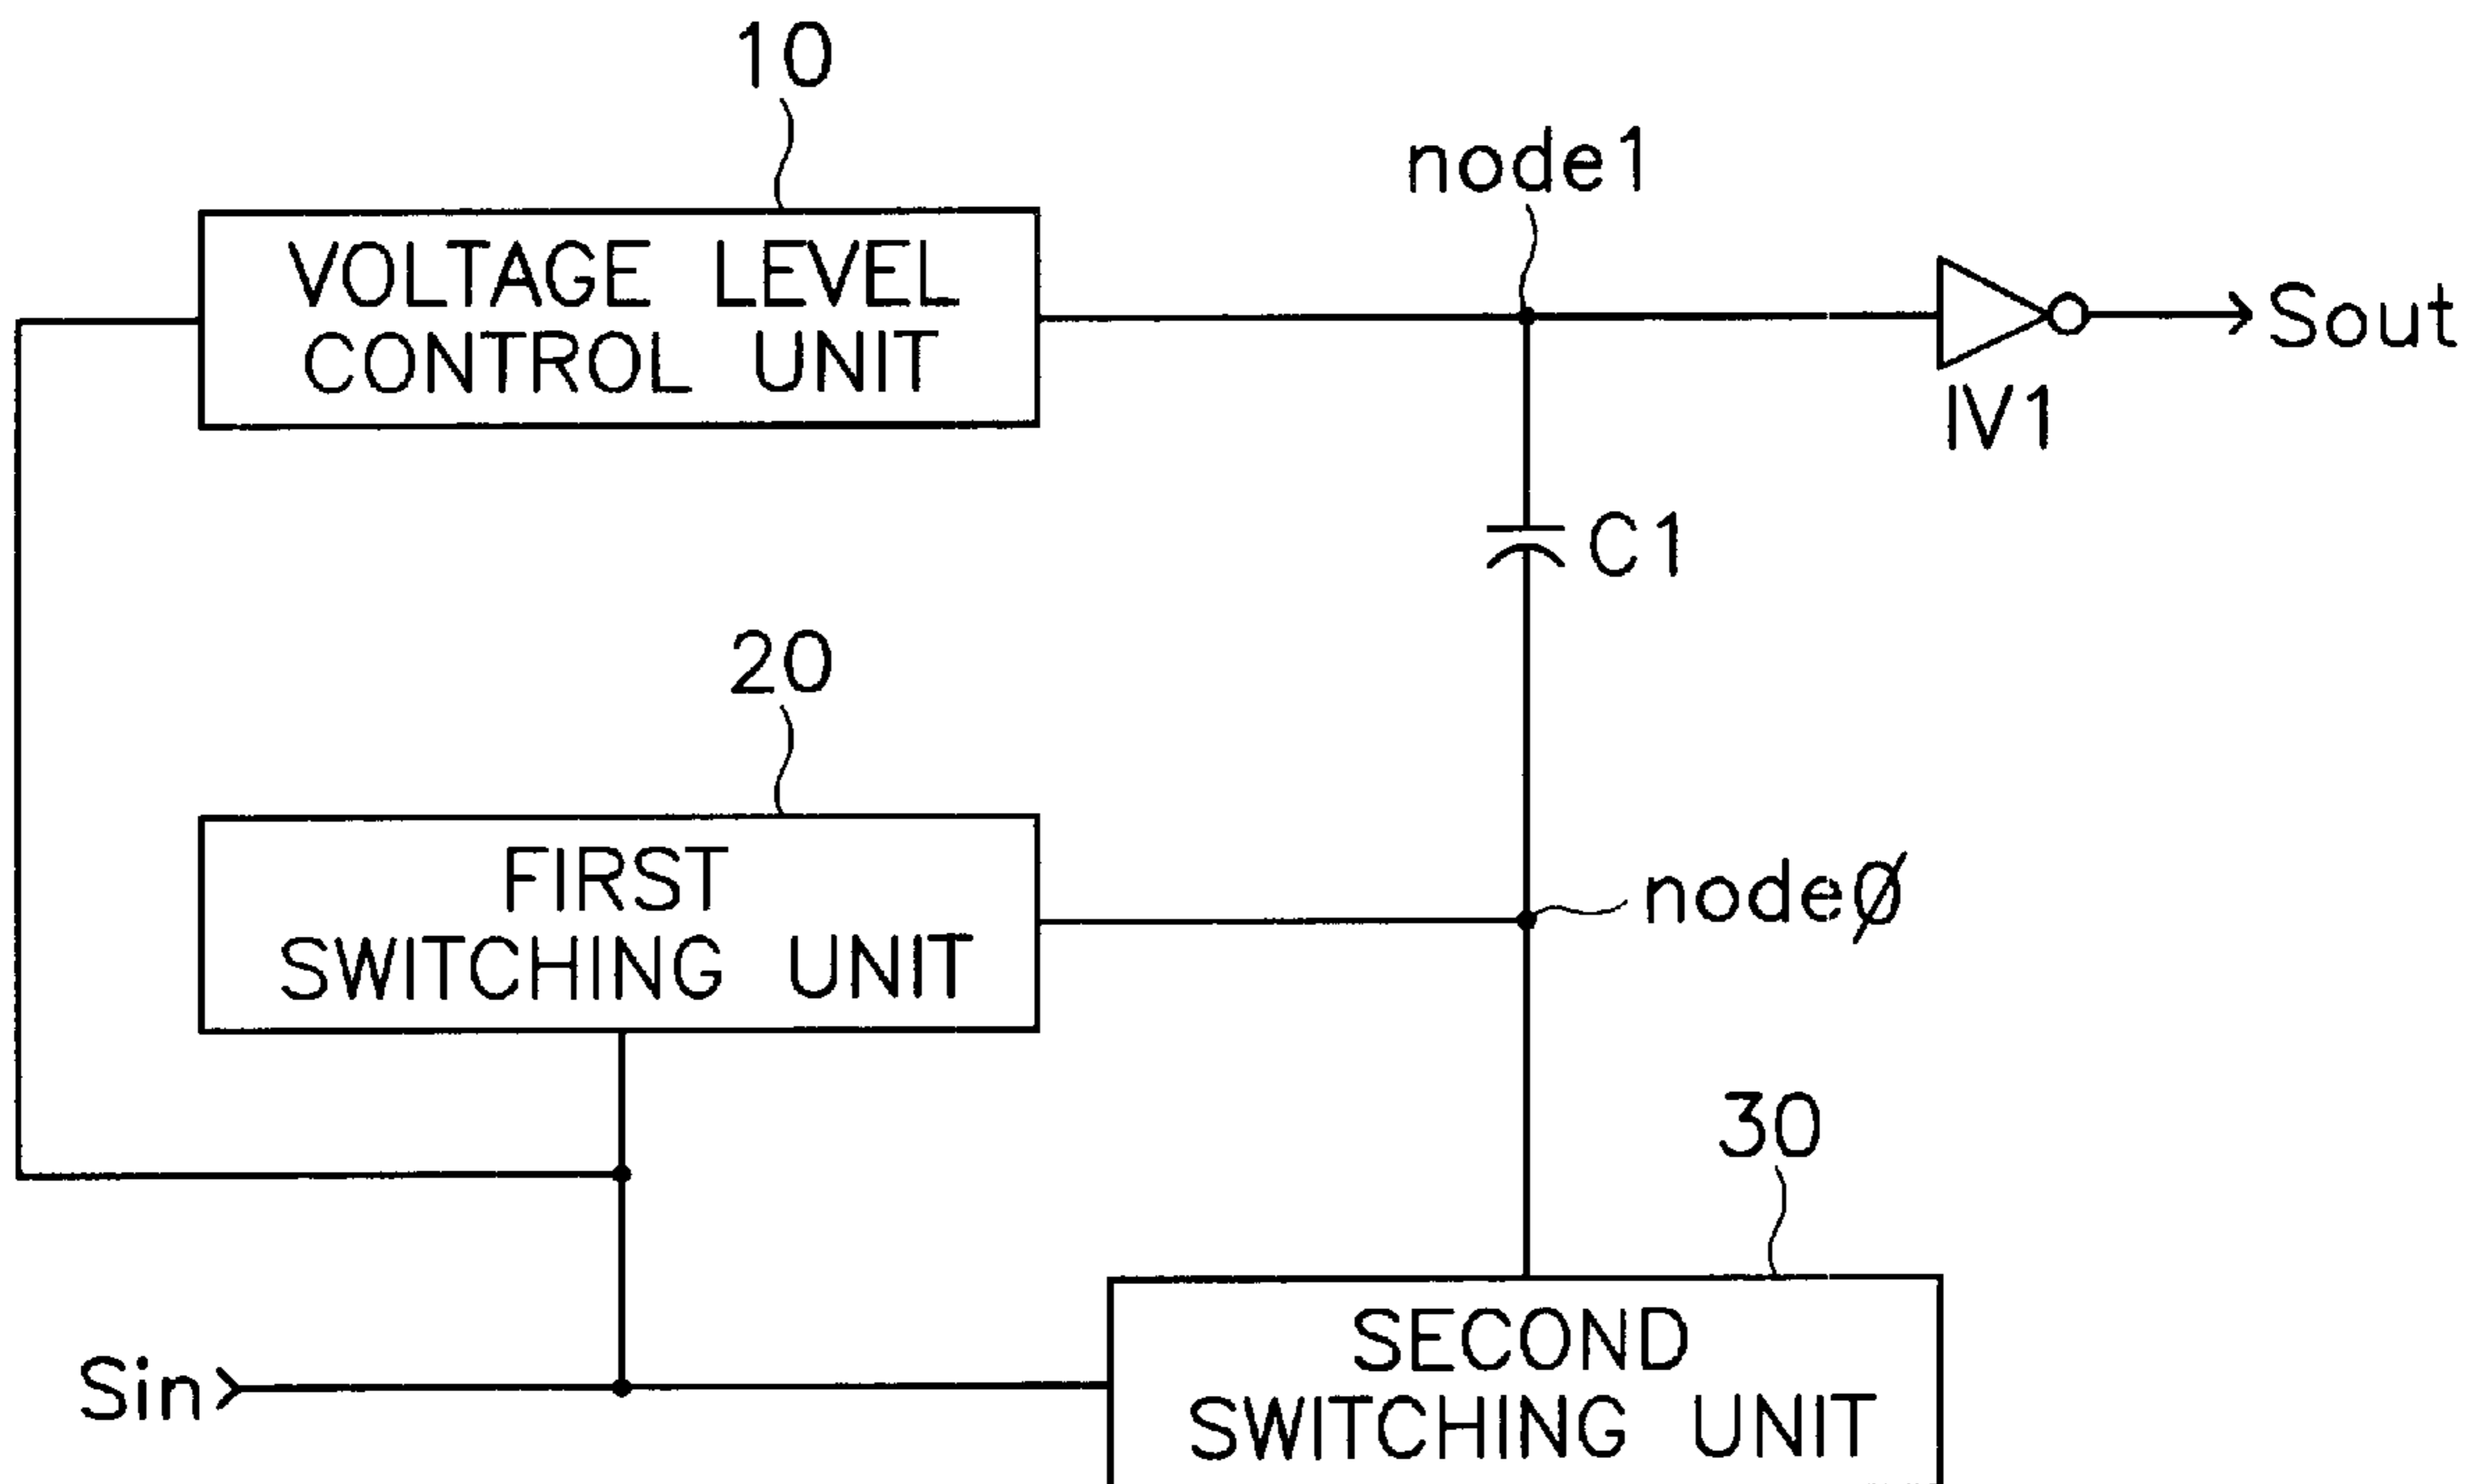 10
node1
VOLTAGE LEVEL
CONTROL UNIT
Sout
IV1
C1
20
FIRST
SWITCHING UNIT
nodeØ
30
SECOND
SWITCHING UNIT
Sin